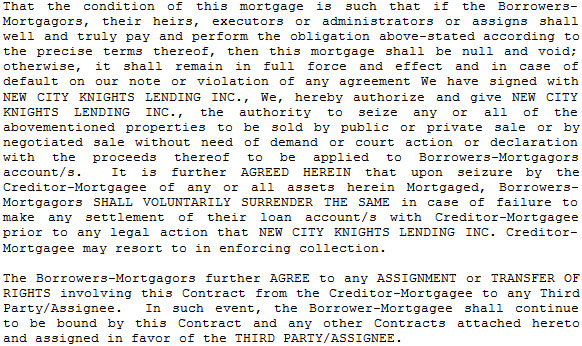 That the condition of this mortgage is such that if the Borrowers-
Mortgagors, their heirs, executors or administrators or assigns shall
well and truly pay and perform the obligation above-stated according to
the precise terms thereof, then this mortgage shall be null and void;
otherwise, it shall remain in full force and effect and in case of
default on our note or violation of any agreement We have signed with
NEW CITY KNIGHTS LENDING INC., We, hereby authorize and give NEW CITY
KNIGHTS LENDING INC., the authority to seize any or all of the
abovementioned properties to be sold by public or private sale or by
negotiated sale without need of demand or court action or declaration
with the proceeds thereof to be applied to Borrowers-Mortgagors
account/s. It is further AGREED HEREIN that upon seizure by the
Creditor-Mortgagee of any or all assets herein Mortgaged, Borrowers-
Mortgagors SHALL VOLUNTARILY SURRENDER THE SAME in case of failure to
make any settlement of their loan account/s with Creditor-Mortgagee
prior to any legal action that NEW CITY KNIGHTS LENDING INC. Creditor-
Mortgagee may resort to in enforcing collection.
The Borrowers-Mortgagors further AGREE to any ASSIGNMENT or TRANSFER OF
RIGHTS involving this Contract from the Creditor-Mortgagee to any Third
Party/Assignee. In such event, the Borrower-Mortgagee shall continue
to be bound by this Contract and any other Contracts attached hereto
and assigned in favor of the THIRD PARTY/ASSIGNEE.